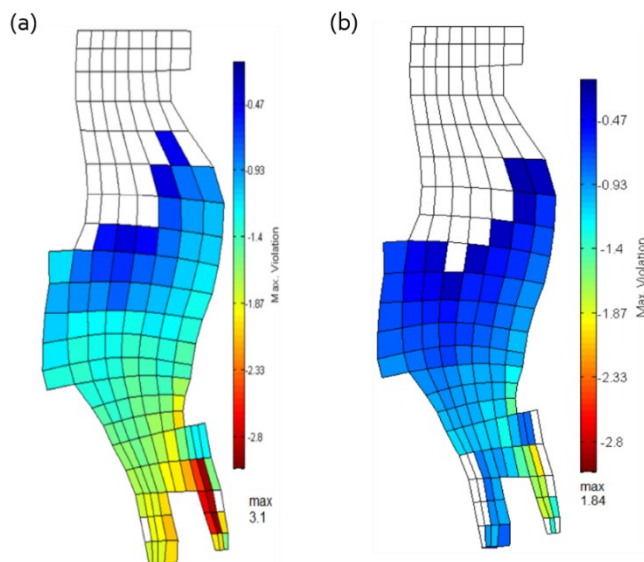 (a)
-0.47
-0.93
-1.4
-1.87
-2.33
-2.8
Max. Violation
max
3.1
(b)
-0.47
-0.93
-1.4
-1.87
-2.33
-2.8
Max. Violation
max
1.84